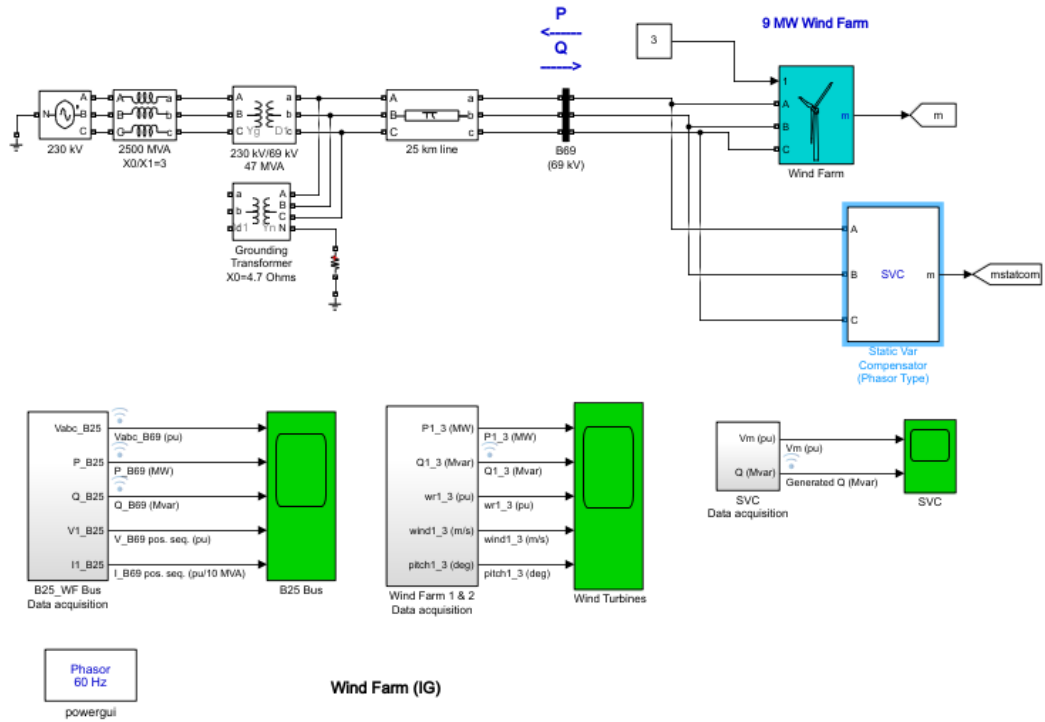 P
Q
9 MW Wind Farm
3
1
A
B
C
m
m
Wind Farm
N
A
B
C
230 kV
A
B
C
a
b
c
2500 MVA
X0/X1=3
A
B
C
Yg
D1
a
b
c
230 kV/69 kV
47 MVA
A
B
C
a
b
c
25 km line
B69
(69 kV)
a
b
d1
Yn
A
B
C
N
Grounding
Transformer
X0=4.7 Ohms
A
B
C
SVC
m
mstatcom
Static Var
Compensator
(Phasor Type)
Vabc_B25
P_B25
Q_B25
V1_B25
I1_B25
Vabc_B69 (pu)
P_B69 (MW)
Q_B69 (Mvar)
V_B69 pos. seq. (pu)
I_B69 pos. seq. (pu/10 MVA)
B25_WF Bus
Data acquisition
B25 Bus
P1_3 (MW)
Q1_3 (Mvar)
wr1_3 (pu)
wind1_3 (m/s)
pitch1_3 (deg)
P1_3 (MW)
Q1_3 (Mvar)
wr1_3 (pu)
wind1_3 (m/s)
pitch1_3 (deg)
Wind Farm 1 & 2
Data acquisition
Wind Turbines
Vm (pu)
Q (Mvar)
Vm (pu)
Generated Q (Mvar)
SVC
Data acquisition
SVC
Phasor
60 Hz
powergui
Wind Farm (IG)